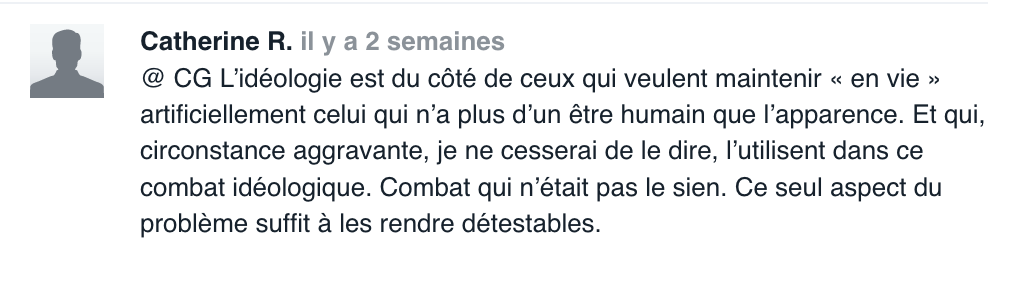 Catherine R. il y a 2 semaines
@ CG L’idéologie est du côté de ceux qui veulent maintenir « en vie »
artificiellement celui qui n’a plus d’un être humain que l’apparence. Et qui,
circonstance aggravante, je ne cesserai de le dire, l’utilisent dans ce
combat idéologique. Combat qui n’était pas le sien. Ce seul aspect du
problème suffit à les rendre détestables.